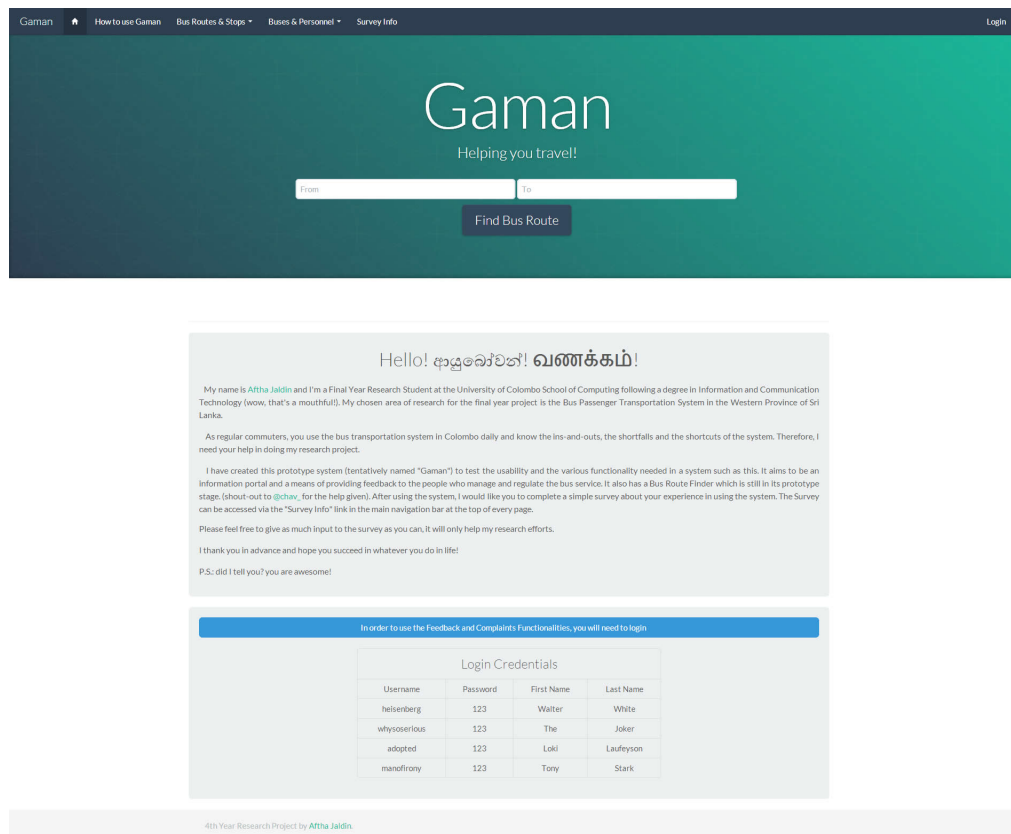 Gaman How to use Gaman Bus Routes & Stops Buses & Personnel Survey Info Login
Gaman
Helping you travel!
From To
Find Bus Route
Hello! ආයුබෝවන්! வணக்கம்!
My name is Aftha Jaldin and I'm a Final Year Research Student at the University of Colombo School of Computing following a degree in Information and Communication
Technology (wow, that's a mouthful!). My chosen area of research for the final year project is the Bus Passenger Transportation System in the Western Province of Sri
Lanka.
As regular commuters, you use the bus transportation system in Colombo daily and know the ins-and-outs, the shortfalls and the shortcuts of the system. Therefore, I
need your help in doing my research project.
I have created this prototype system (tentatively named "Gaman") to test the usability and the various functionality needed in a system such as this. It aims to be an
information portal and a means of providing feedback to the people who manage and regulate the bus service. It also has a Bus Route Finder which is still in its prototype
stage. (shout-out to @chav_ for the help given). After using the system, I would like you to complete a simple survey about your experience in using the system. The Survey
can be accessed via the "Survey Info" link in the main navigation bar at the top of every page.
Please feel free to give as much input to the survey as you can, it will only help my research efforts.
I thank you in advance and hope you succeed in whatever you do in life!
P.S.: did I tell you? you are awesome!
In order to use the Feedback and Complaints Functionalities, you will need to login
Login Credentials
Username Password First Name Last Name
heisenberg 123 Walter White
whysoserious 123 The Joker
adopted 123 Loki Laufeyson
manofirony 123 Tony Stark
4th Year Research Project by Aftha Jaldin.